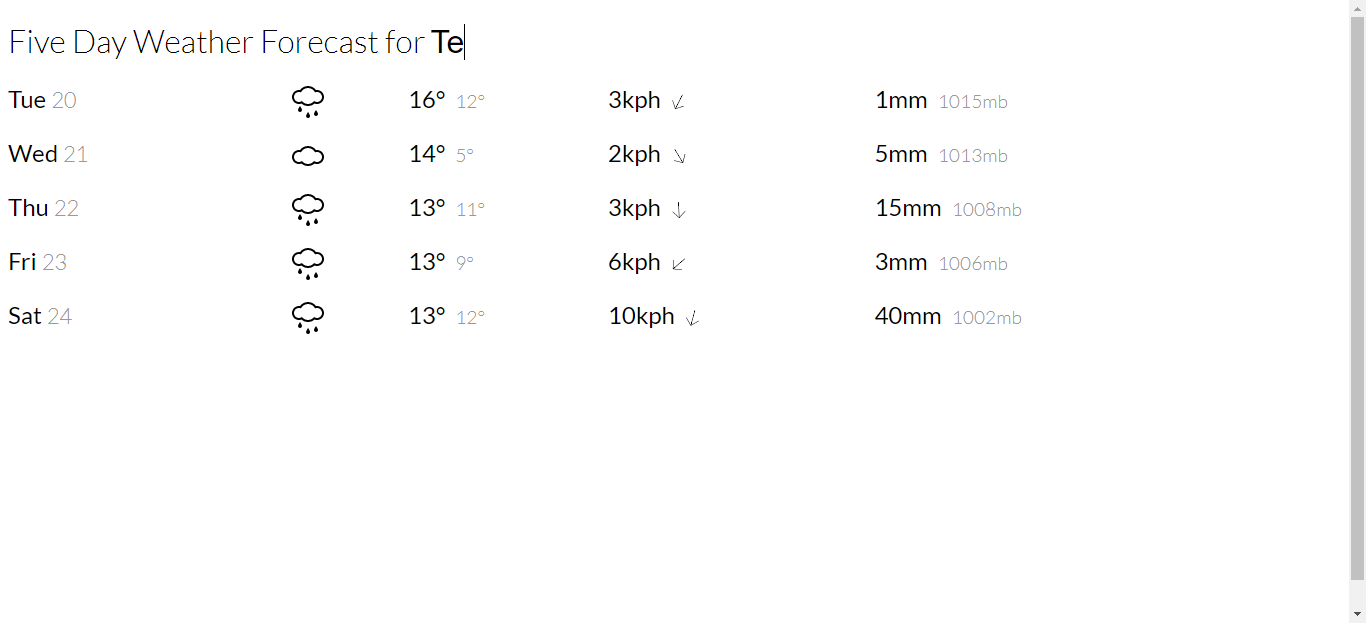 Five Day Weather Forecast for Te
Tue 20 16° 12° 3kph 1mm 1015mb
Wed 21 14° 5° 2kph 5mm 1013mb
Thu 22 13° 11° 3kph 15mm 1008mb
Fri 23 13° 9° 6kph 3mm 1006mb
Sat 24 13° 12° 10kph 40mm 1002mb